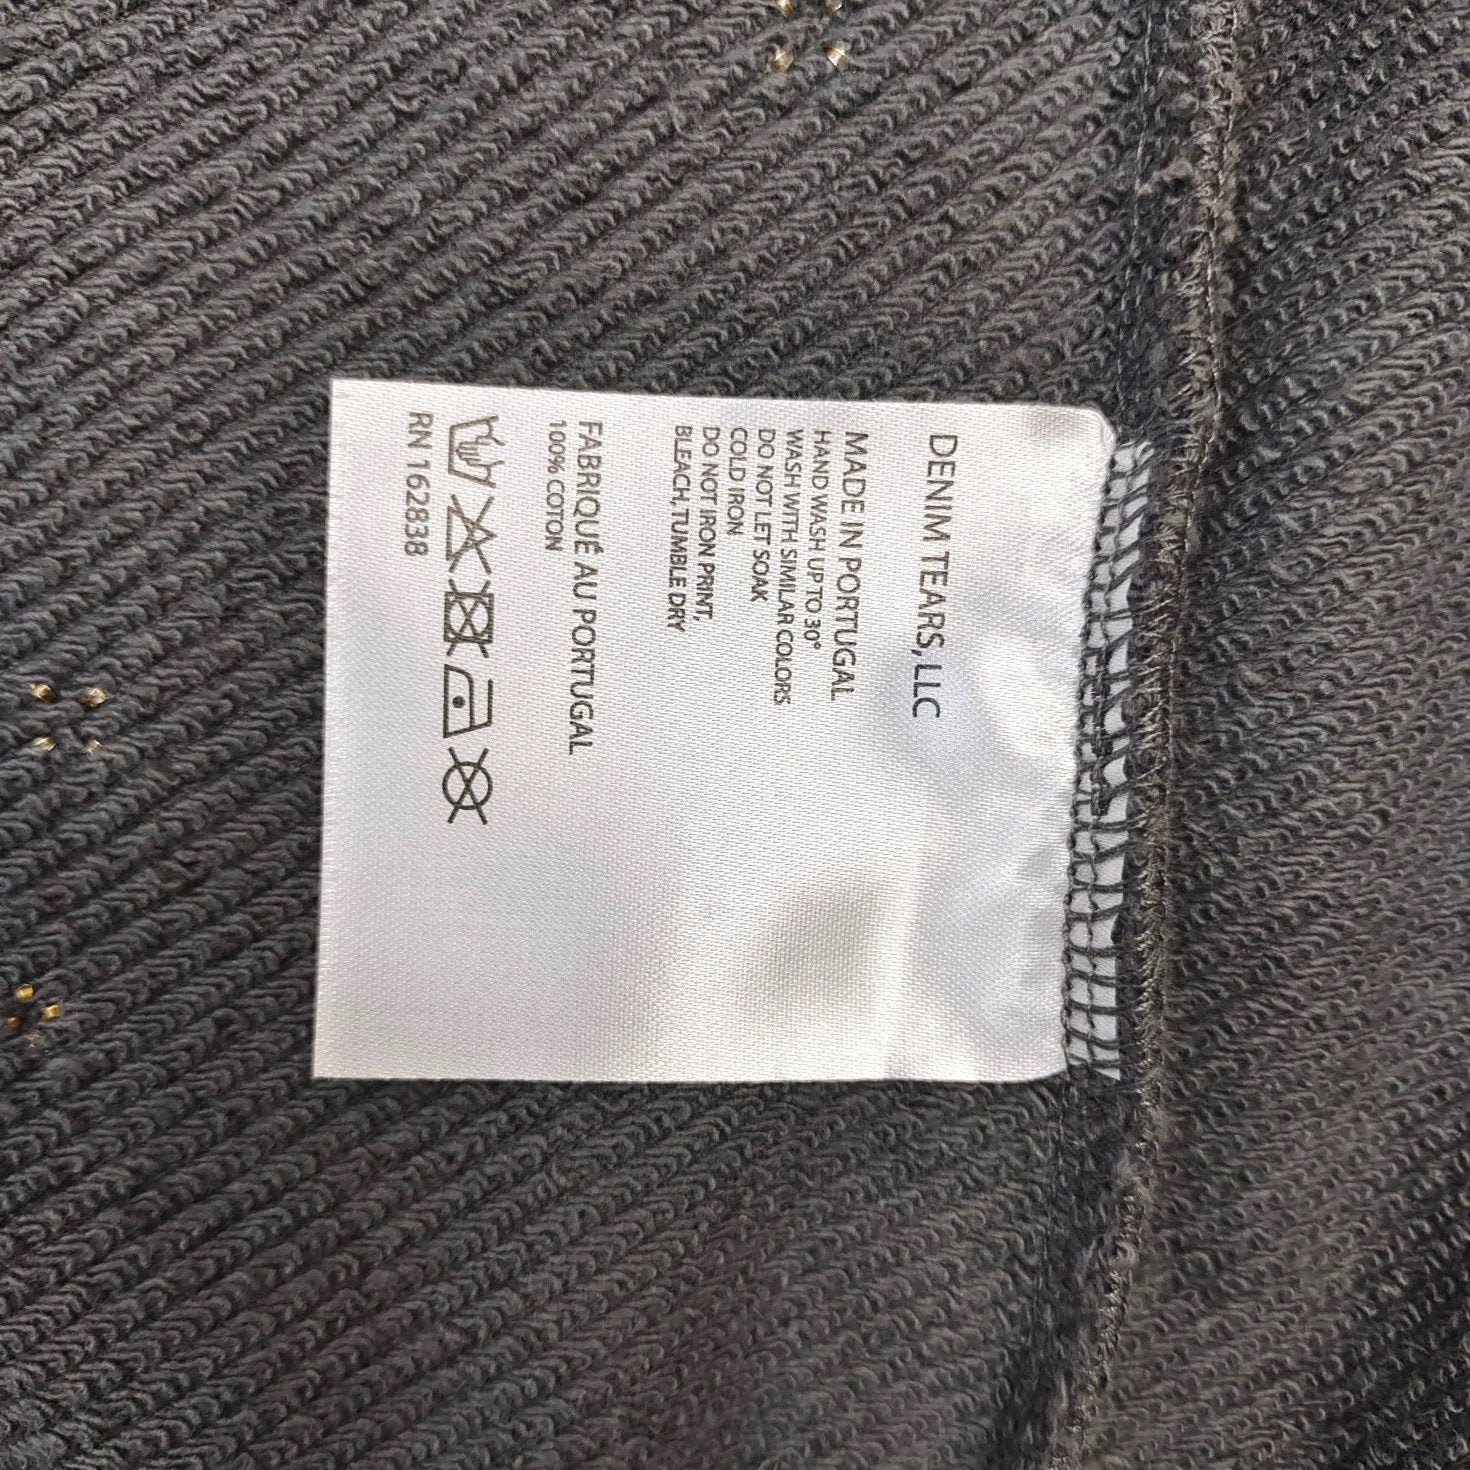 DENIM TEARS, LLC
MADE IN PORTUGAL
HAND WASH UP TO 30°
WASH WITH SIMILAR COLORS
DO NOT LET SOAK
COLD IRON
DO NOT IRON PRINT,
BLEACH, TUMBLE DRY
FABRIQUÉ AU PORTUGAL
100% COTON
RN 162838